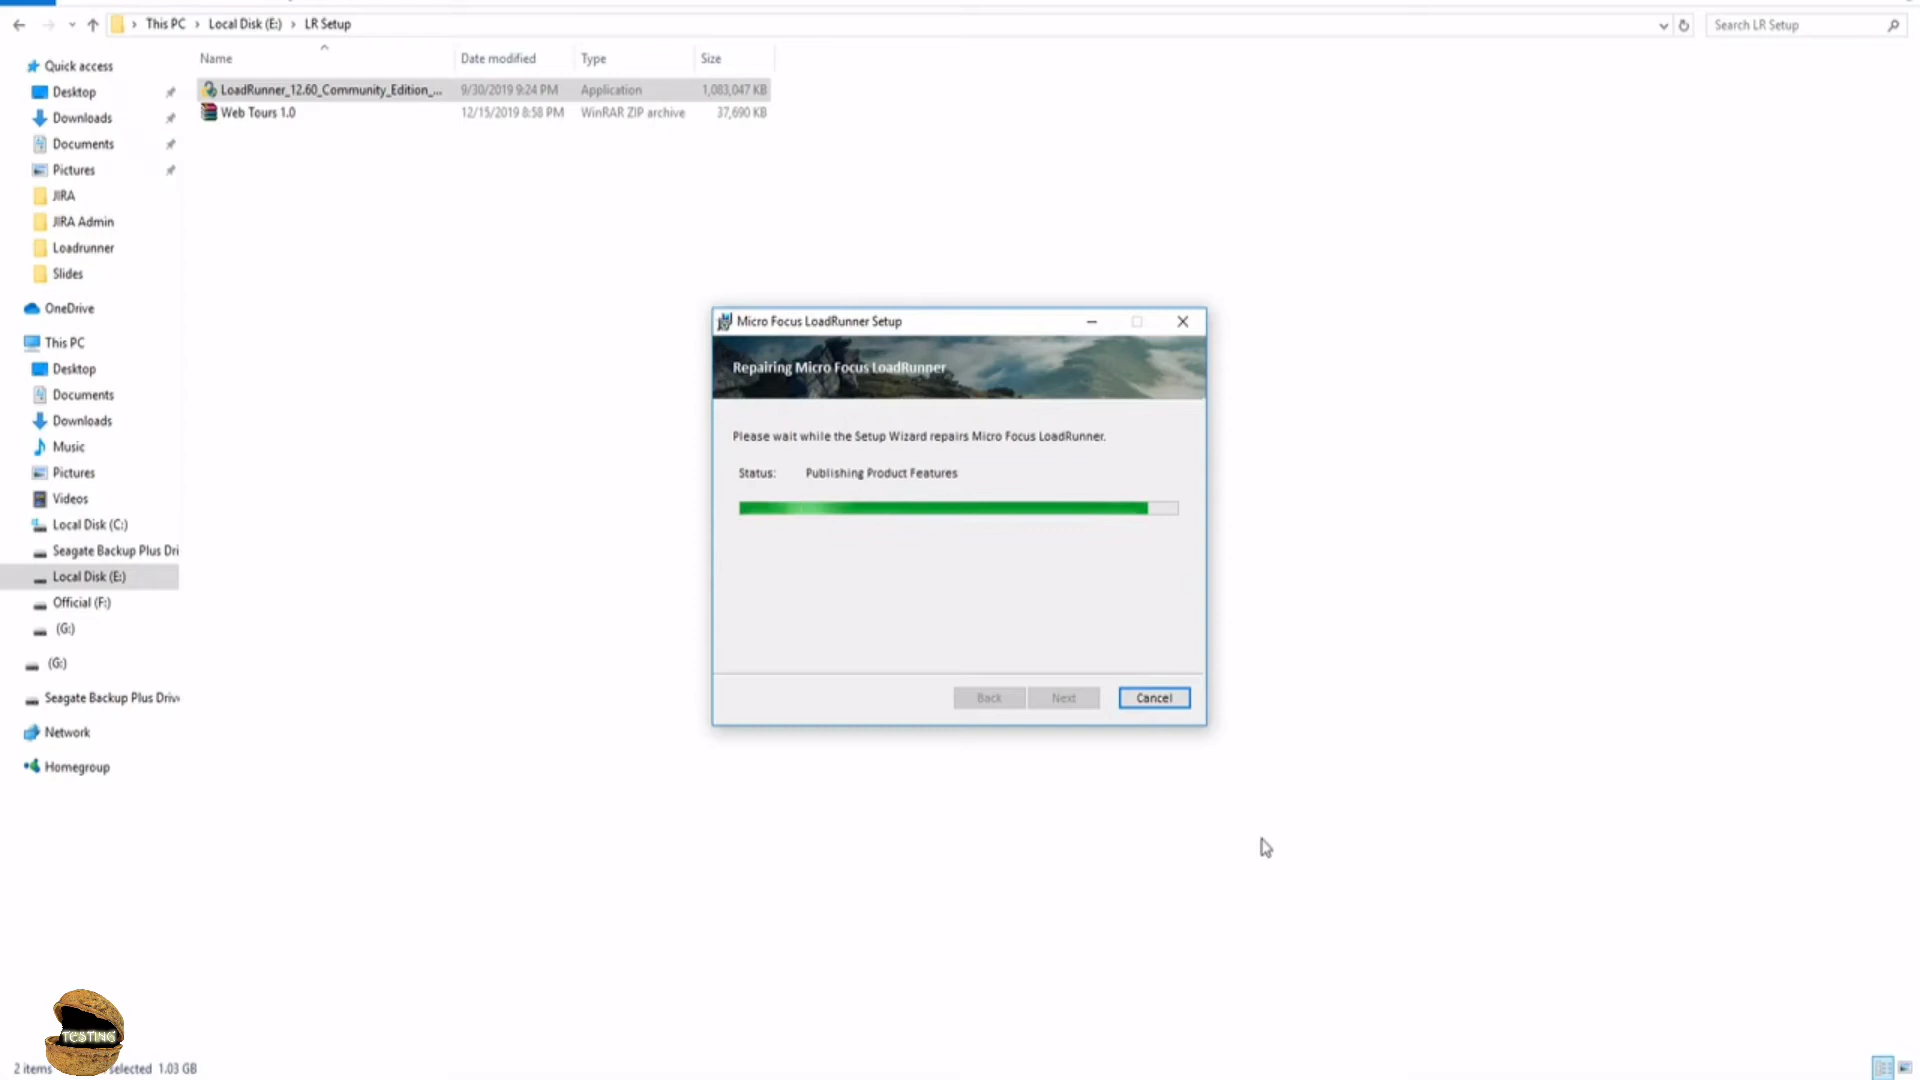 This PC > Local Disk (E:) > LR Setup
Search LR Setup
Name Date modified Type Size
LoadRunner_12.60_Community_Edition_... 9/30/2019 9:24 PM Application 1,083,047 KB
Web Tours 1.0 12/15/2019 8:58 PM WinRAR ZIP archive 37,690 KB
Quick access
Desktop
Downloads
Documents
Pictures
JIRA
JIRA Admin
Loadrunner
Slides
OneDrive
This PC
Desktop
Documents
Downloads
Music
Pictures
Videos
Local Disk (C:)
Seagate Backup Plus Dri
Local Disk (E:)
Official (F:)
(G:)
(G:)
Seagate Backup Plus Driv
Network
Homegroup
Micro Focus LoadRunner Setup
Repairing Micro Focus LoadRunner
Please wait while the Setup Wizard repairs Micro Focus LoadRunner.
Status: Publishing Product Features
Back Next Cancel
TESTING
2 items selected 1.03 GB